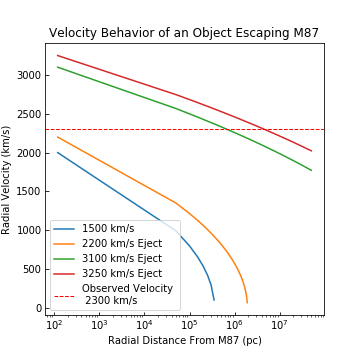 Velocity Behavior of an Object Escaping M87
Radial Velocity (km/s)
3000
2500
2000
1500
1000
500
0
1500 km/s
2200 km/s Eject
3100 km/s Eject
3250 km/s Eject
Observed Velocity
2300 km/s
10² 10³ 10⁴ 10⁵ 10⁶ 10⁷
Radial Distance From M87 (pc)